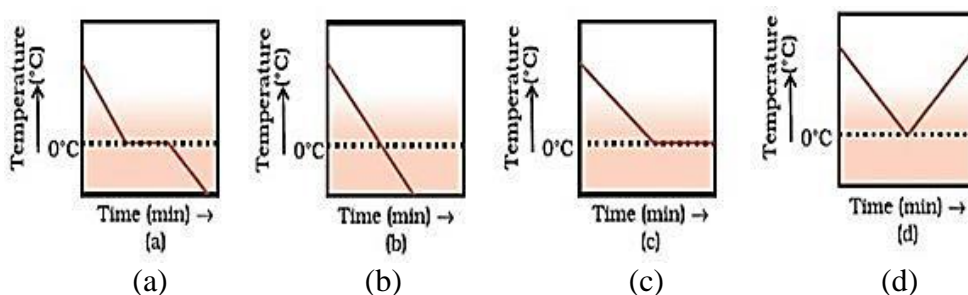 Temperature
(°C)
0°C
Time (min) →
(a)
(a)
Temperature
(°C)
0°C
Time (min) →
(b)
(b)
Temperature
(°C)
0°C
Time (min) →
(c)
(c)
Temperature
(°C)
0°C
Time (min) →
(d)
(d)